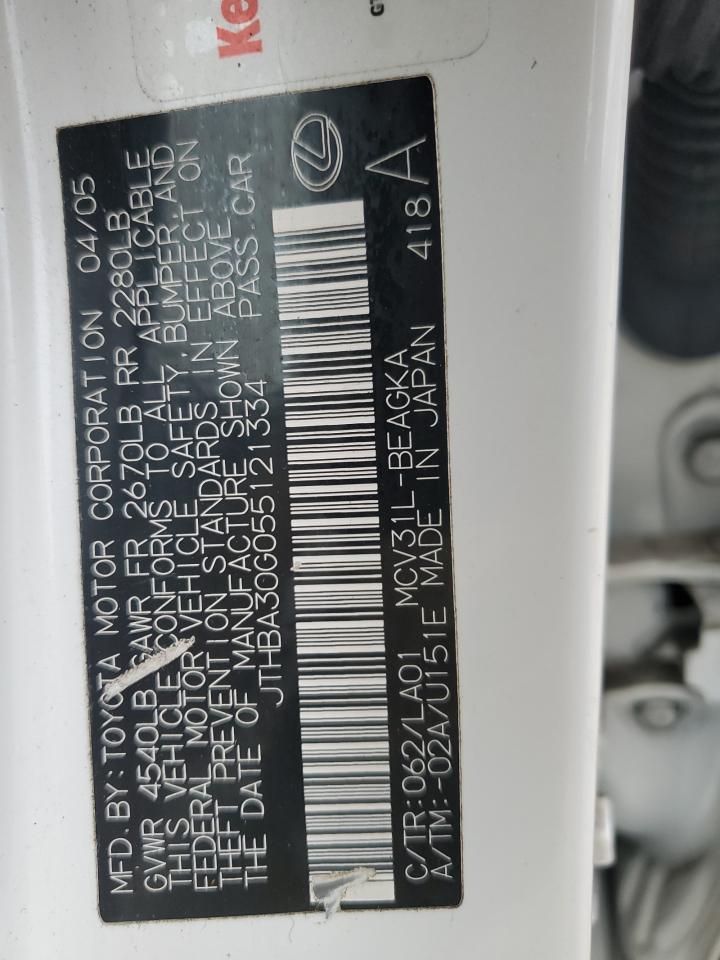 Ke
MFD. BY: TOYOTA MOTOR CORPORATION 04/05
GVWR 4540LB GAWR FR 2670LB RR 2280LB
THIS VEHICLE CONFORMS TO ALL APPLICABLE
FEDERAL MOTOR VEHICLE SAFETY, BUMPER, AND
THEFT PREVENTION STANDARDS IN EFFECT ON
THE DATE OF MANUFACTURE SHOWN ABOVE
JTHBA30G055121334 PASS CAR
C/TR: 062/LA01 MCV31L-BEAGKA 418 A
A/TM: -02A/U151E MADE IN JAPAN